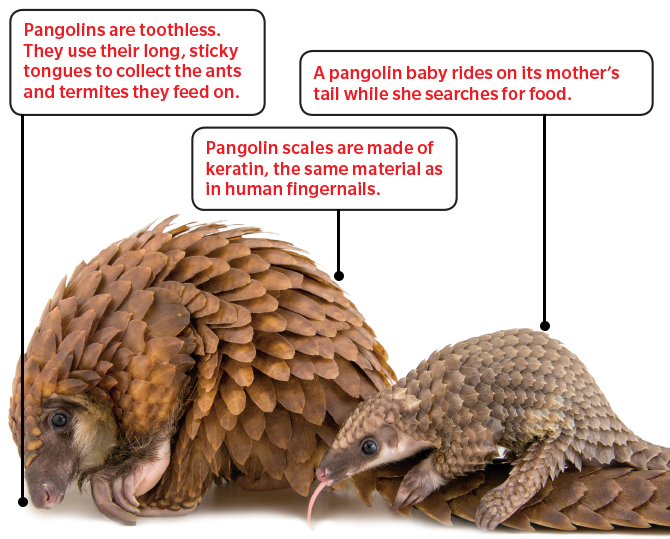 Pangolins are toothless.
They use their long, sticky
tongues to collect the ants
and termites they feed on.
A pangolin baby rides on its mother's
tail while she searches for food.
Pangolin scales are made of
keratin, the same material as
in human fingernails.